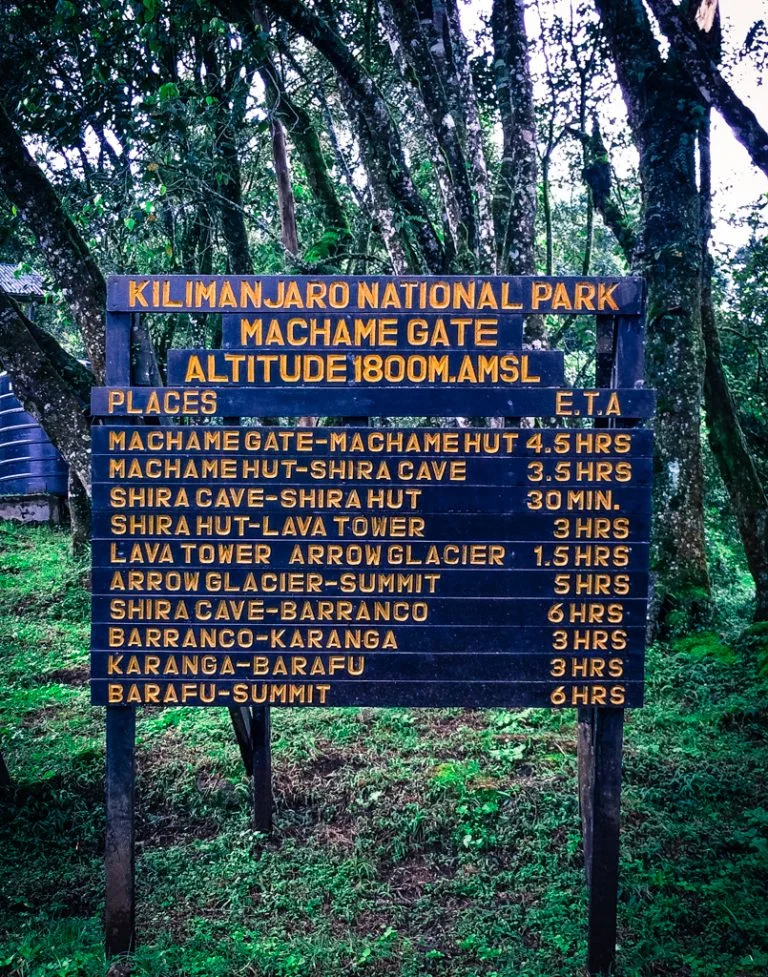 KILIMANJARO NATIONAL PARK
MACHAME GATE
ALTITUDE 1800M.AMSL
PLACES E.T.A
MACHAME GATE-MACHAME HUT 4.5 HRS
MACHAME HUT-SHIRA CAVE 3.5 HRS
SHIRA CAVE-SHIRA HUT 30 MIN.
SHIRA HUT-LAVA TOWER 3 HRS
LAVA TOWER ARROW GLACIER 1.5 HRS
ARROW GLACIER-SUMMIT 5 HRS
SHIRA CAVE-BARRANCO 6 HRS
BARRANCO-KARANGA 3 HRS
KARANGA-BARAFU 3 HRS
BARAFU-SUMMIT 6 HRS